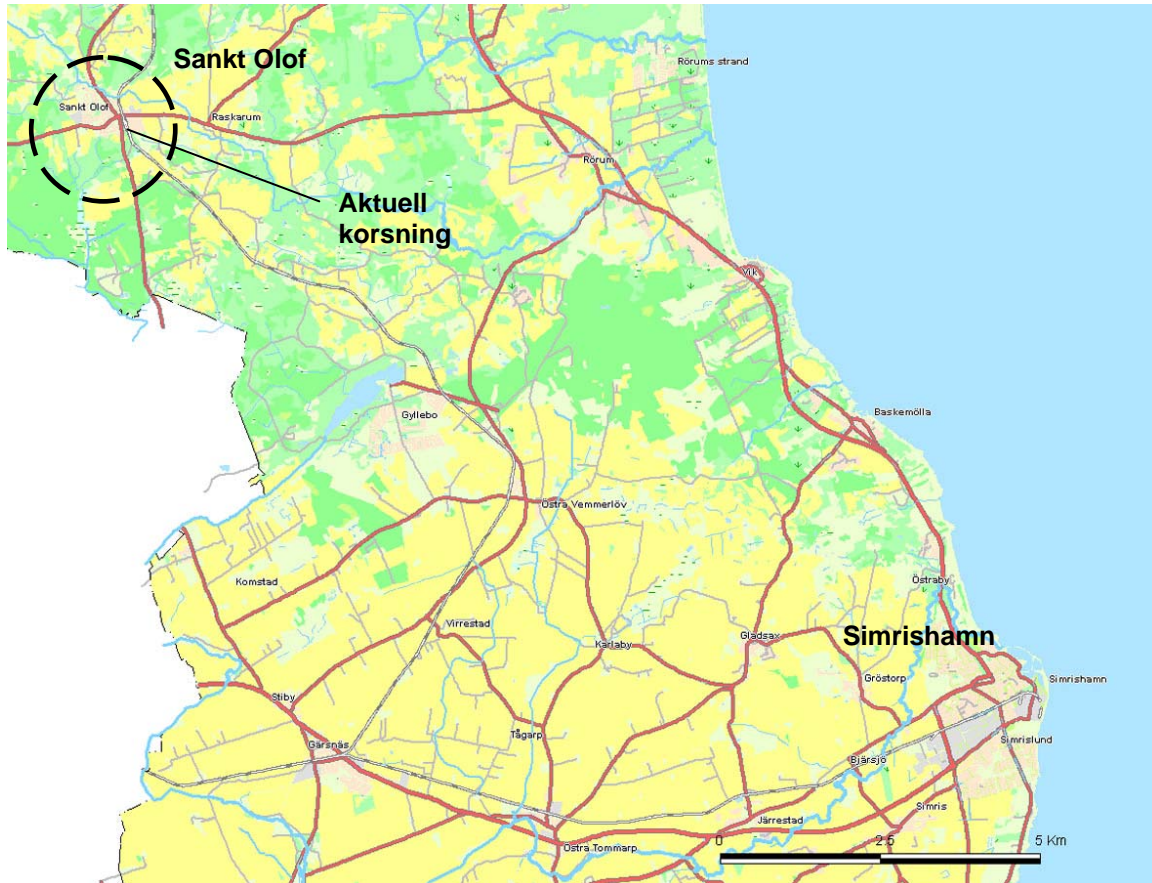 Sankt Olof
Rörums strand
Sankt Olof
Raskarum
Rörum
Aktuell
korsning
Vik
Gyllebo
Baskemölla
Östra Vemmerlöv
Komstad
Östraby
Virrestad
Karlaby
Gladsax
Simrishamn
Gröstorp
Simrishamn
Stiby
Tågarp
Gärsnäs
Simrislund
Bjärsjö
Simris
Järrestad
Östra Tommarp
0 2.5 5 Km